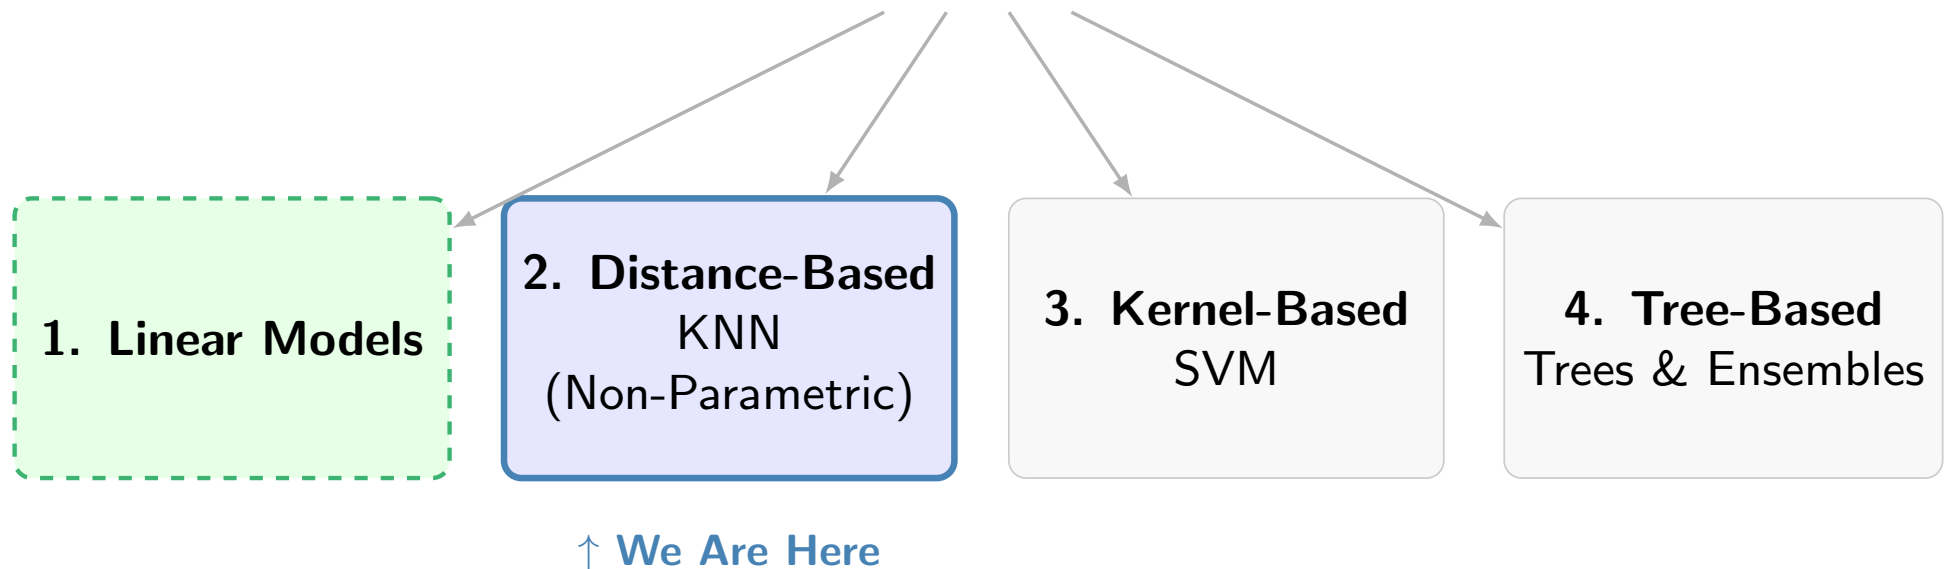 1. Linear Models
2. Distance-Based
KNN
(Non-Parametric)
3. Kernel-Based
SVM
4. Tree-Based
Trees & Ensembles
↑ We Are Here